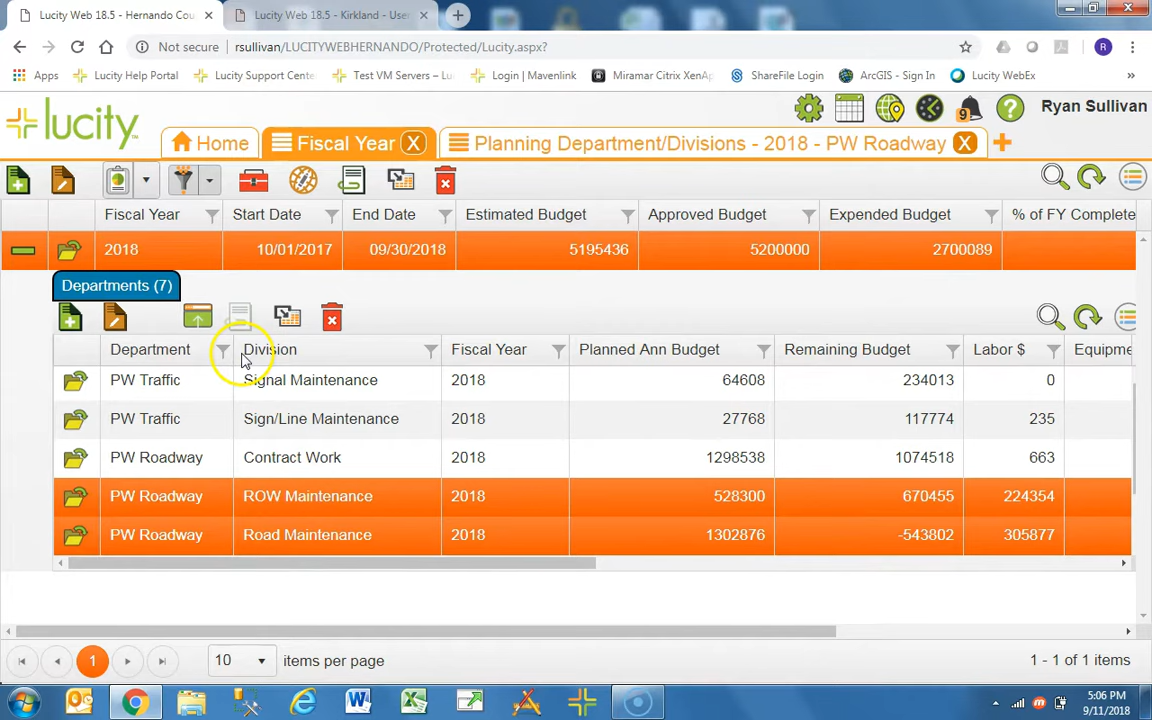 Lucity Web 18.5 - Hernando Cou
Lucity Web 18.5 - Kirkland - User
Not secure
rsullivan/LUCITYWEBHERNANDO/Protected/Lucity.aspx?
R
Apps
Lucity Help Portal
Lucity Support Cente
Test VM Servers – Lu
Login | Mavenlink
Miramar Citrix XenAp
ShareFile Login
ArcGIS - Sign In
Lucity WebEx
»
lucity
Home
Fiscal Year
X
Planning Department/Divisions - 2018 - PW Roadway
X
9
Ryan Sullivan
Fiscal Year
Start Date
End Date
Estimated Budget
Approved Budget
Expended Budget
% of FY Complete
2018
10/01/2017
09/30/2018
5195436
5200000
2700089
Departments (7)
Department
Division
Fiscal Year
Planned Ann Budget
Remaining Budget
Labor $
Equipme
PW Traffic
Signal Maintenance
2018
64608
234013
0
PW Traffic
Sign/Line Maintenance
2018
27768
117774
235
PW Roadway
Contract Work
2018
1298538
1074518
663
PW Roadway
ROW Maintenance
2018
528300
670455
224354
PW Roadway
Road Maintenance
2018
1302876
-543802
305877
1
10
items per page
1 - 1 of 1 items
5:06 PM
9/11/2018